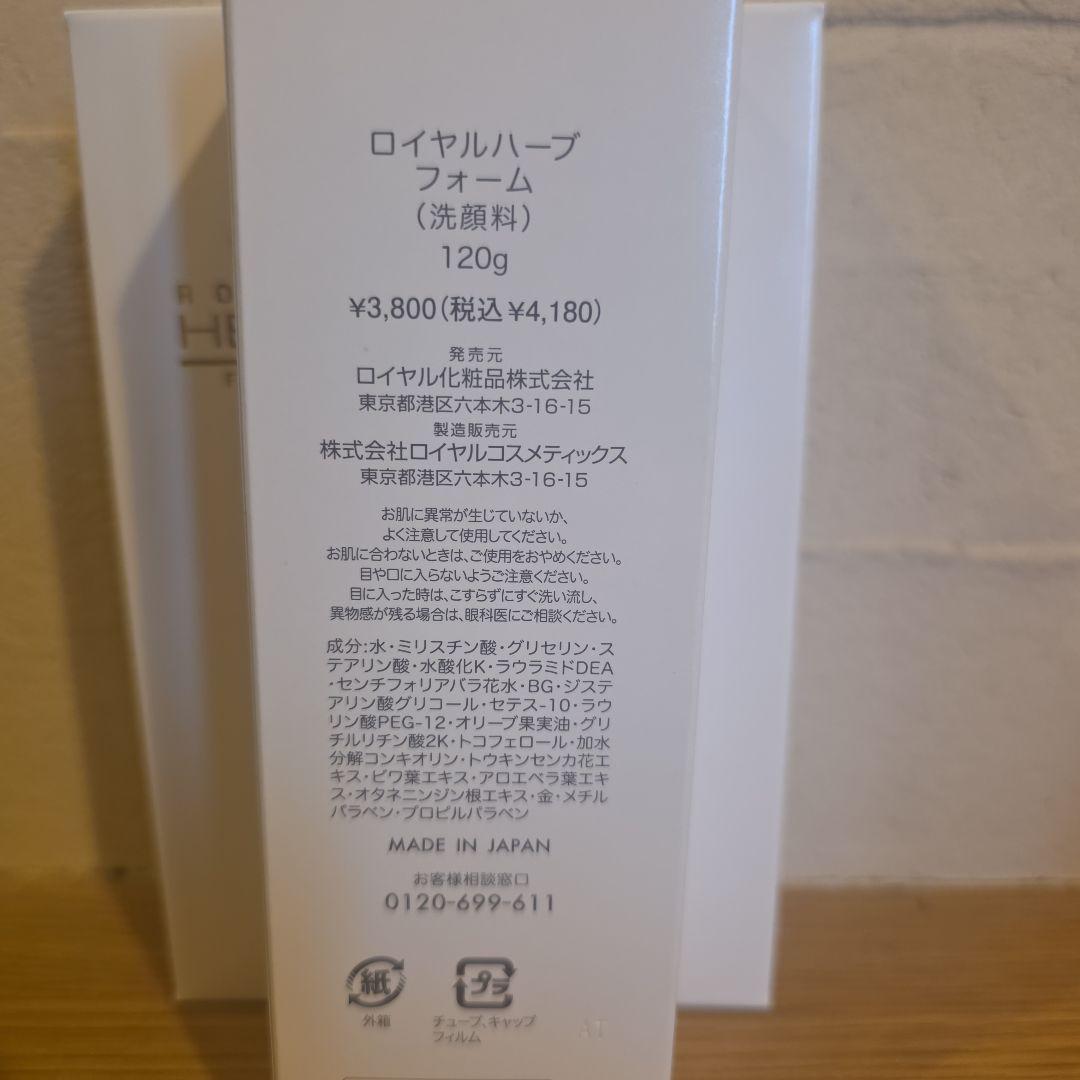 ロイヤルハーブ
フォーム
（洗顔料）
120g
¥3,800（税込¥4,180）
発売元
ロイヤル化粧品株式会社
東京都港区六本木3-16-15
製造販売元
株式会社ロイヤルコスメティックス
東京都港区六本木3-16-15
お肌に異常が生じていないか、
よく注意して使用してください。
お肌に合わないときは、ご使用をおやめください。
目や口に入らないようご注意ください。
目に入った時は、こすらずにすぐ洗い流し、
異物感が残る場合は、眼科医にご相談ください。
成分:水・ミリスチン酸・グリセリン・ス
テアリン酸・水酸化K・ラウラミドDEA
・センチフォリアバラ花水・BG・ジステ
アリン酸グリコール・セテス-10・ラウ
リン酸PEG-12・オリーブ果実油・グリ
チルリチン酸2K・トコフェロール・加水
分解コンキオリン・トウキンセンカ花エ
キス・ビワ葉エキス・アロエベラ葉エキ
ス・オタネニンジン根エキス・金・メチル
パラベン・プロピルパラベン
MADE IN JAPAN
お客様相談窓口
0120-699-611
紙
外箱
プラ
チューブ、キャップ
フィルム
AT
RO
HE
F